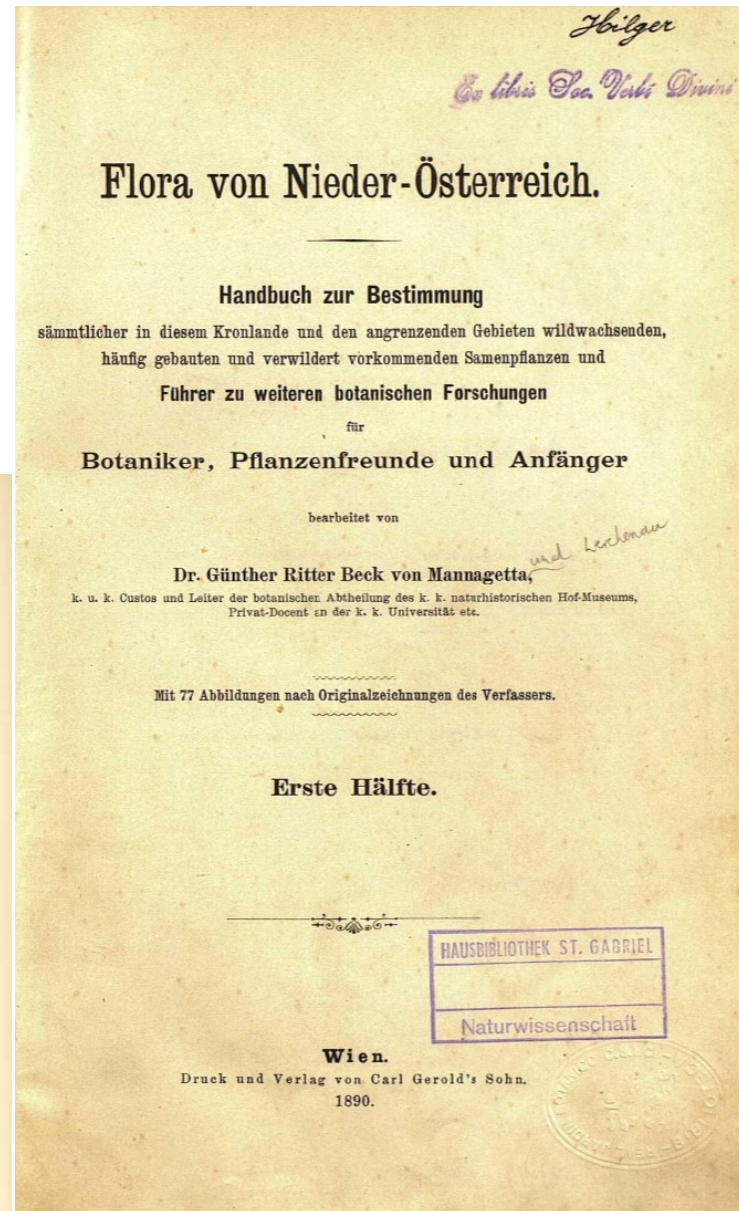 Hilger
Ex libris Soc. Verbi Divini
Flora von Nieder-Österreich.
Handbuch zur Bestimmung
sämmtlicher in diesem Kronlande und den angrenzenden Gebieten wildwachsenden,
häufig gebauten und verwildert vorkommenden Samenpflanzen und
Führer zu weiteren botanischen Forschungen
für
Botaniker, Pflanzenfreunde und Anfänger
bearbeitet von
und Lerchenau
Dr. Günther Ritter Beck von Mannagetta,
k. u. k. Custos und Leiter der botanischen Abtheilung des k. k. naturhistorischen Hof-Museums,
Privat-Docent an der k. k. Universität etc.
Mit 77 Abbildungen nach Originalzeichnungen des Verfassers.
Erste Hälfte.
HAUSBIBLIOTHEK ST. GABRIEL
Naturwissenschaft
Wien.
Druck und Verlag von Carl Gerold's Sohn.
1890.